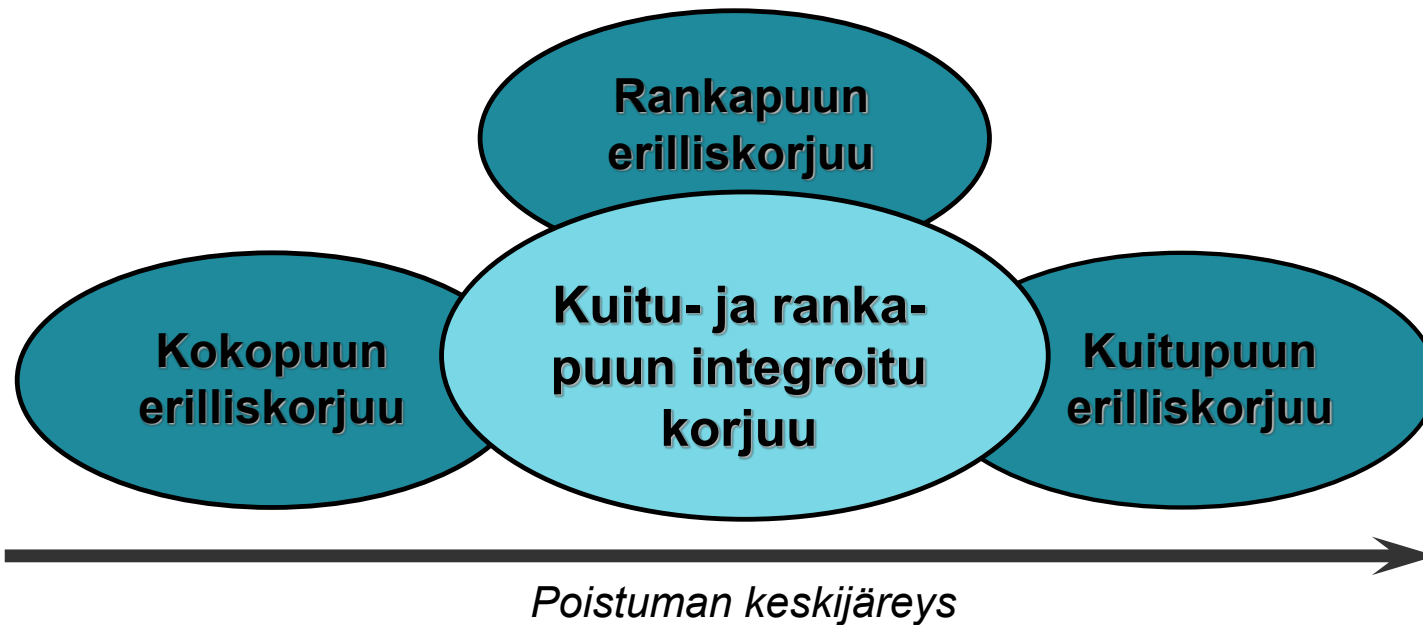 Rankapuun
erilliskorjuu
Kokopuun
erilliskorjuu
Kuitu- ja ranka-
puun integroitu
korjuu
Kuitupuun
erilliskorjuu
Poistuman keskijäreys